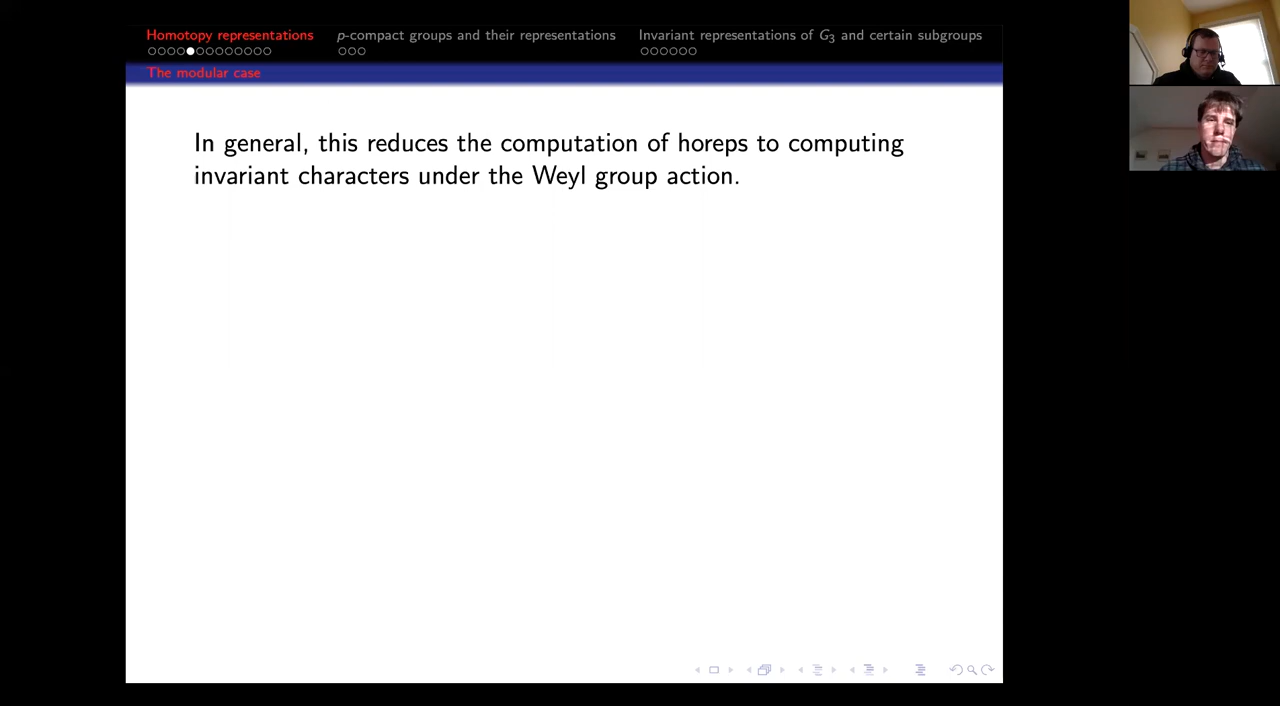 Homotopy representations
p-compact groups and their representations
Invariant representations of G3 and certain subgroups
The modular case
In general, this reduces the computation of horeps to computing
invariant characters under the Weyl group action.